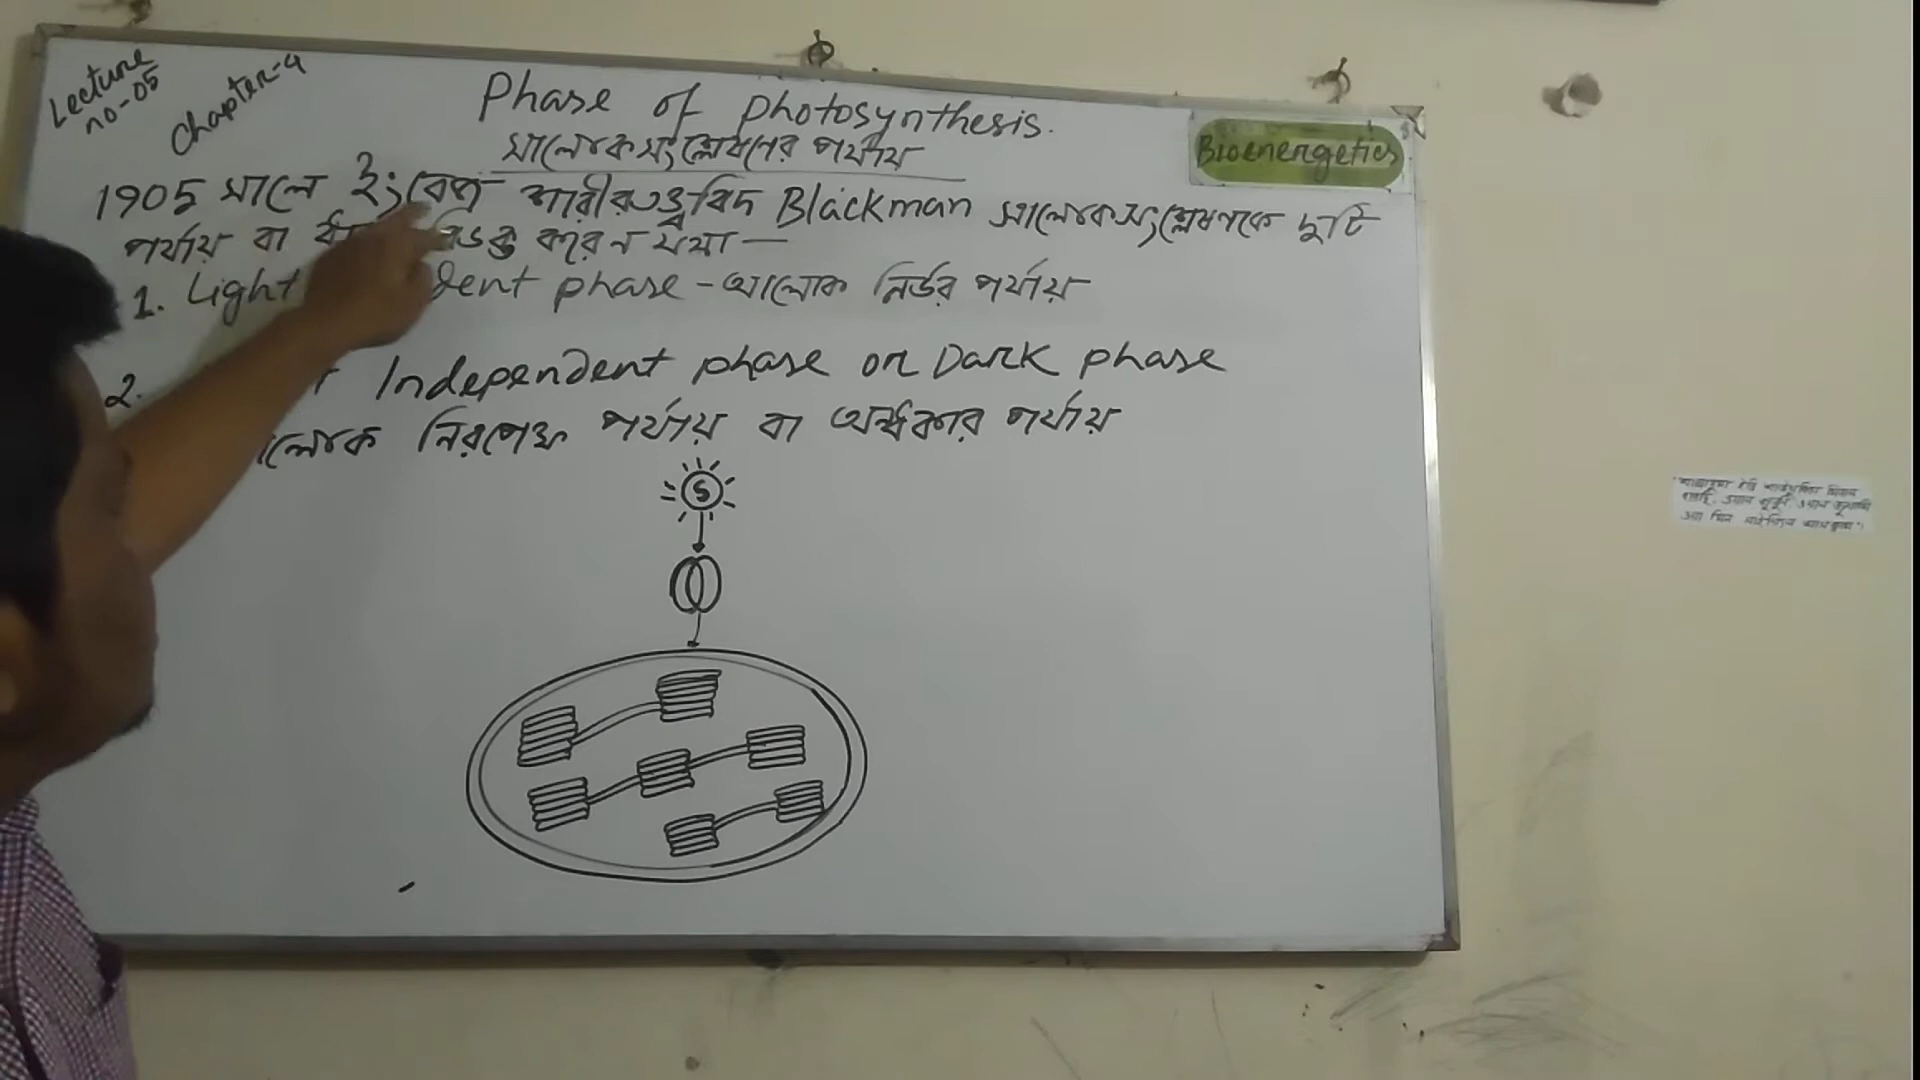 Lecture
no-05
Chapter-4
Phase of photosynthesis.
সালোকসংশ্লেষণের পর্যায়
Bioenergetics
1905 সালে ইংরেজ শারীরতত্ত্ববিদ Blackman সালোকসংশ্লেষণকে দুটি
পর্যায় বা করেন যথা—
1. Light dent phase - আলোক নির্ভর পর্যায়
2. Independent phase or Dark phase
লোক নিরপেক্ষ পর্যায় বা অন্ধকার পর্যায়
S